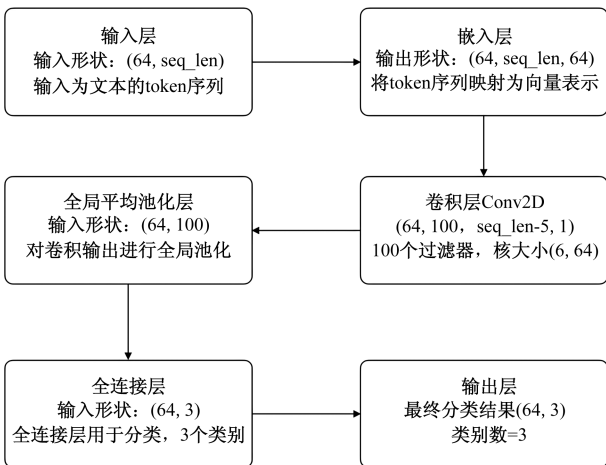 输入层
输入形状：(64, seq_len)
输入为文本的token序列
嵌入层
输出形状：(64, seq_len, 64)
将token序列映射为向量表示
卷积层Conv2D
(64, 100，seq_len-5, 1)
100个过滤器，核大小(6, 64)
全局平均池化层
输入形状：(64, 100)
对卷积输出进行全局池化
全连接层
输入形状：(64, 3)
全连接层用于分类，3个类别
输出层
最终分类结果(64, 3)
类别数=3